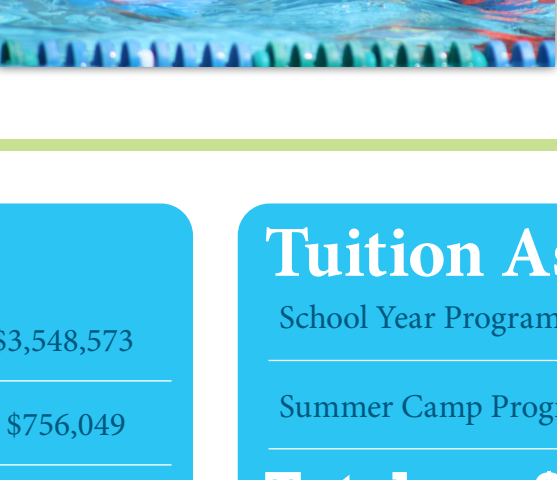 $3,548,573
$756,049
Tuition As
School Year Program
Summer Camp Prog